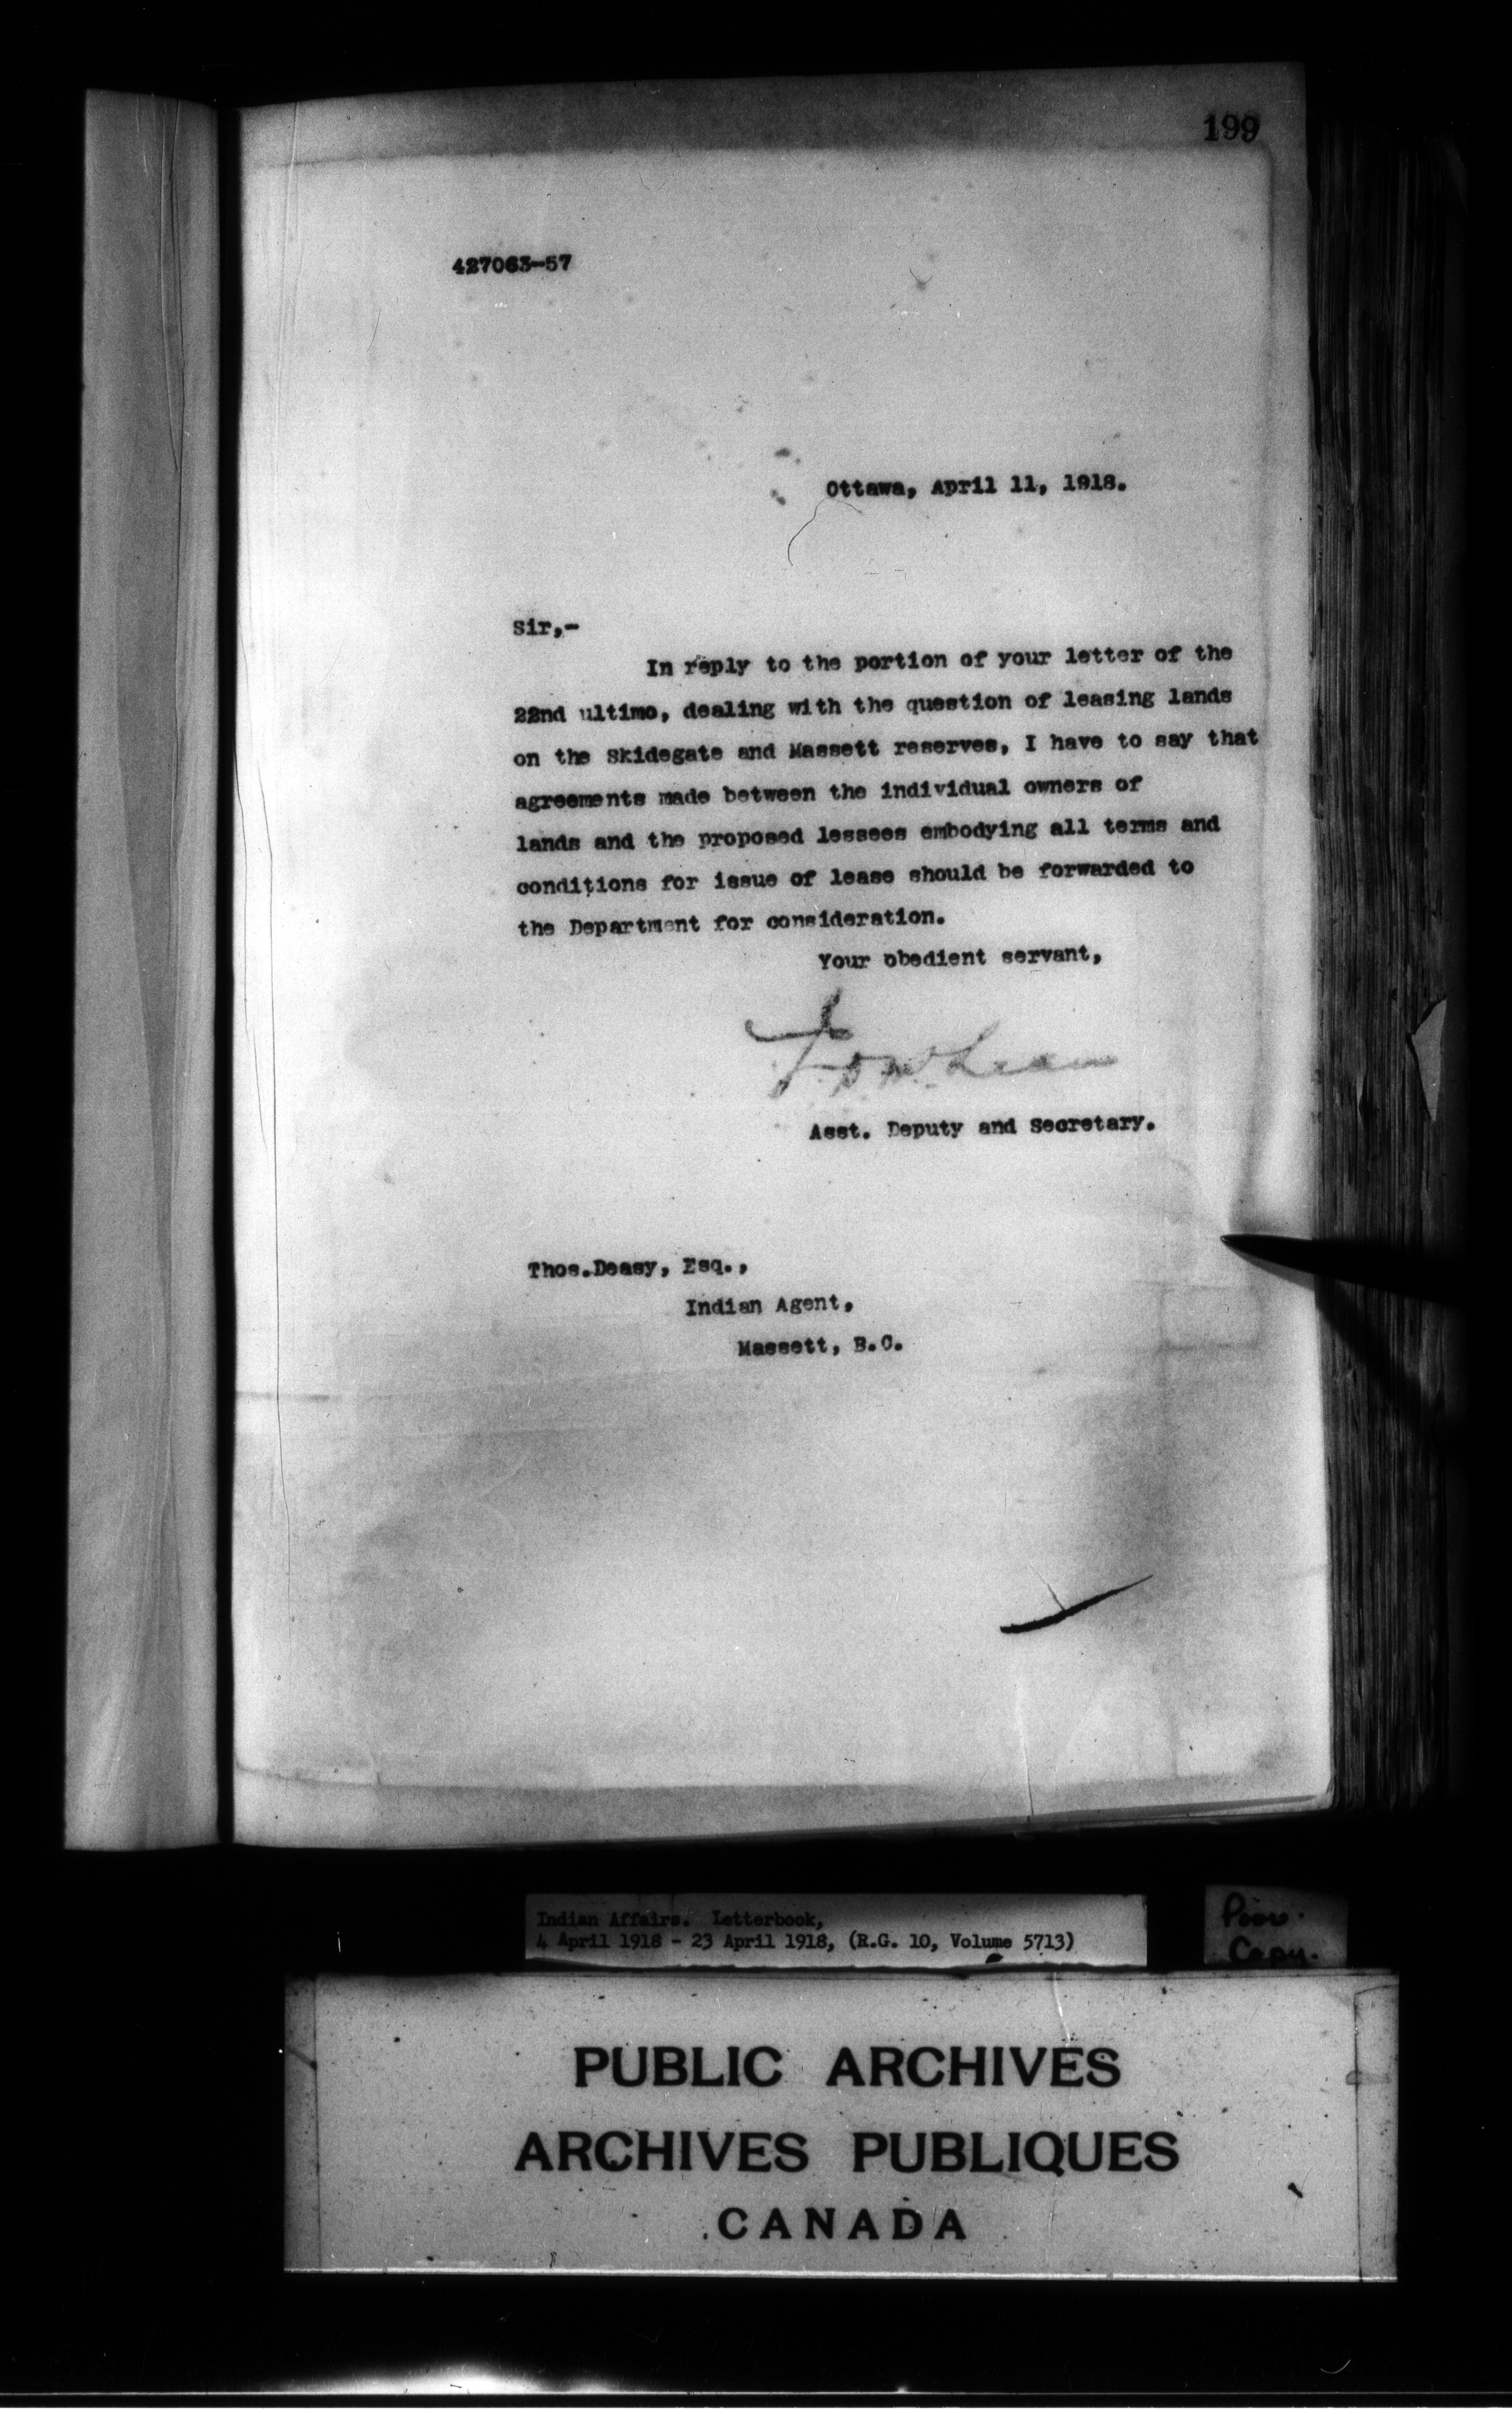 199
427063-57
Ottawa, April 11, 1918.
Sir,-
In reply to the portion of your letter of the
22nd ultimo, dealing with the question of leasing lands
on the Skidegate and Massett reserves, I have to say that
agreements made between the individual owners of
lands and the proposed lessees embodying all terms and
conditions for issue of lease should be forwarded to
the Department for consideration.
Your obedient servant,
Asst. Deputy and Secretary.
Thos.Deasy, Esq.,
Indian Agent,
Massett, B.C.
Indian Affairs. Letterbook,
4 April 1918 - 23 April 1918, (R.G. 10, Volume 5713)
Poor
Copy.
PUBLIC ARCHIVES
ARCHIVES PUBLIQUES
CANADA